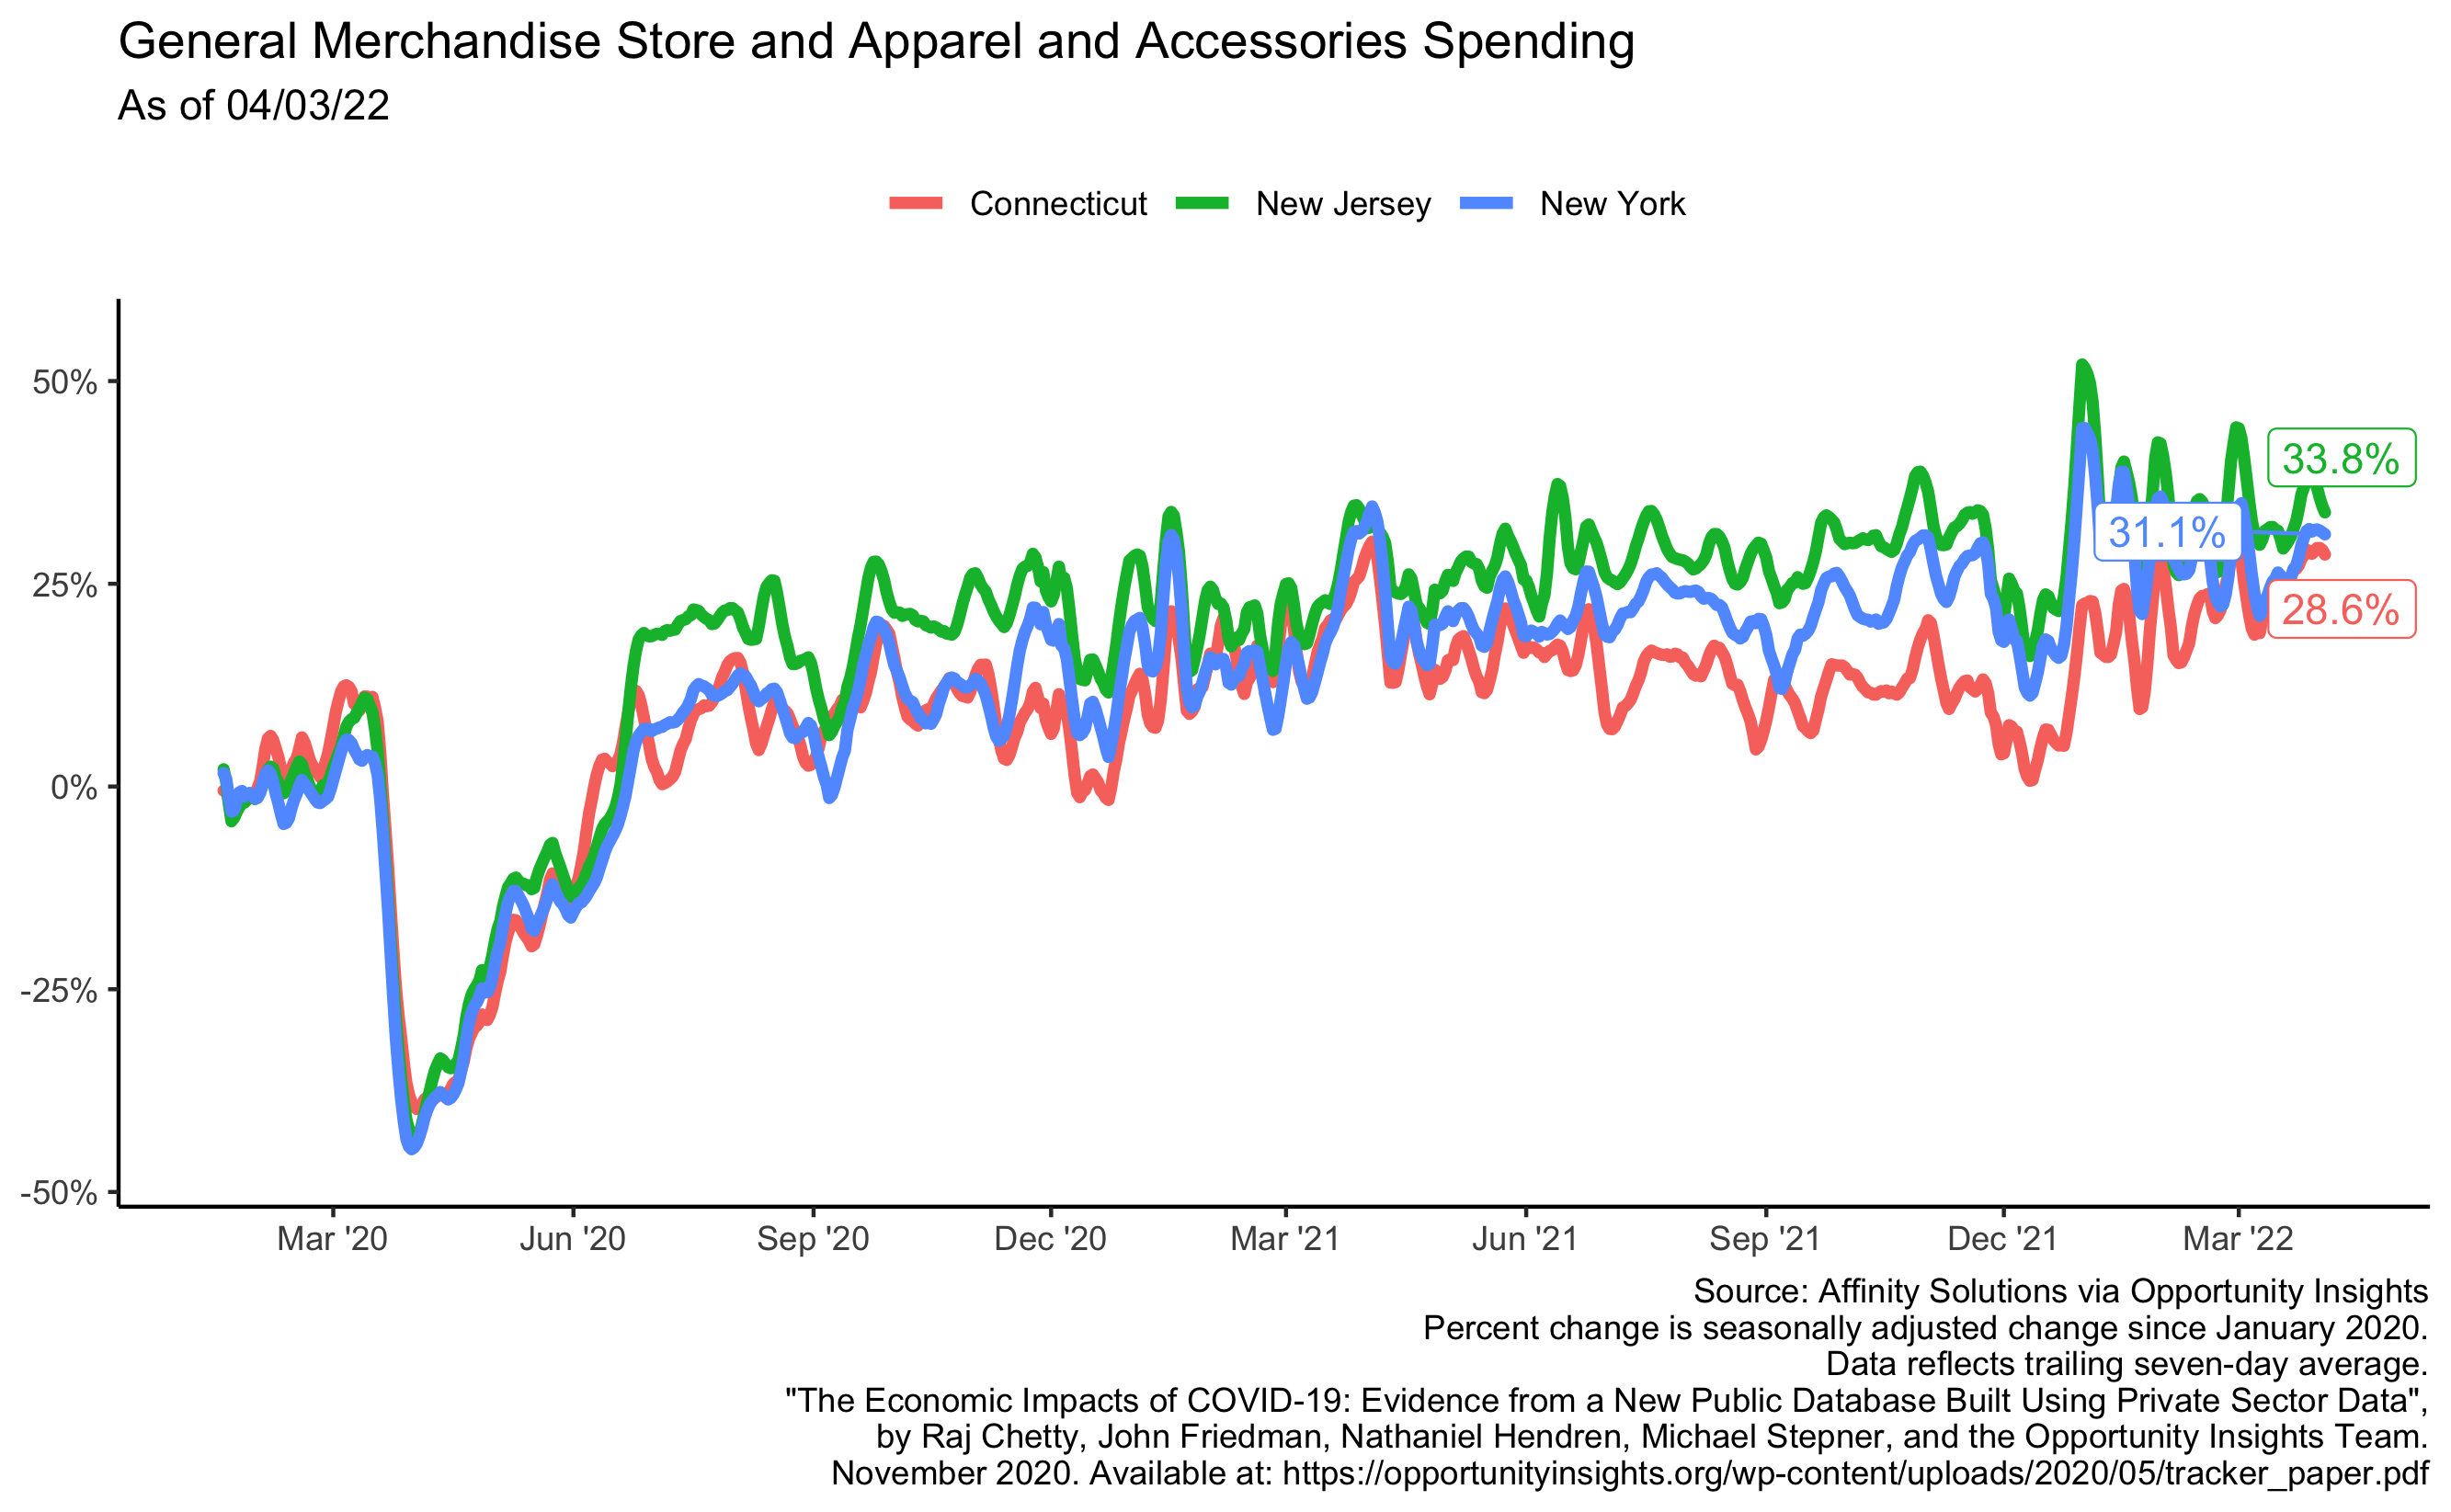 General Merchandise Store and Apparel and Accessories Spending
As of 04/03/22
Connecticut New Jersey New York
50%
25%
0%
-25%
-50%
33.8%
31.1%
28.6%
Mar '20 Jun '20 Sep '20 Dec '20 Mar '21 Jun '21 Sep '21 Dec '21 Mar '22
Source: Affinity Solutions via Opportunity Insights
Percent change is seasonally adjusted change since January 2020.
Data reflects trailing seven-day average.
"The Economic Impacts of COVID-19: Evidence from a New Public Database Built Using Private Sector Data",
by Raj Chetty, John Friedman, Nathaniel Hendren, Michael Stepner, and the Opportunity Insights Team.
November 2020. Available at: https://opportunityinsights.org/wp-content/uploads/2020/05/tracker_paper.pdf